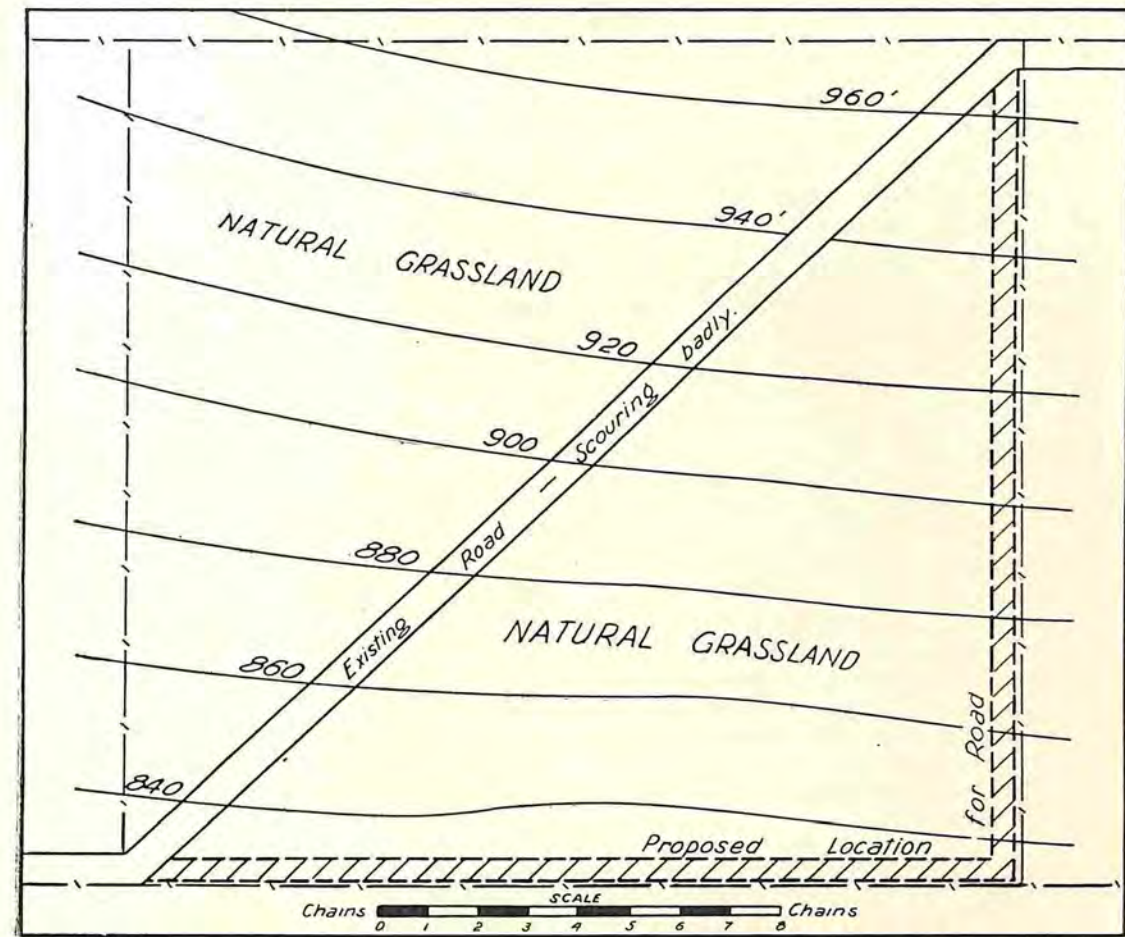 960'
940'
NATURAL GRASSLAND
920
900
880
860
840
Existing Road — Scouring badly.
NATURAL GRASSLAND
Proposed Location for Road
SCALE
Chains 0 1 2 3 4 5 6 7 8 Chains